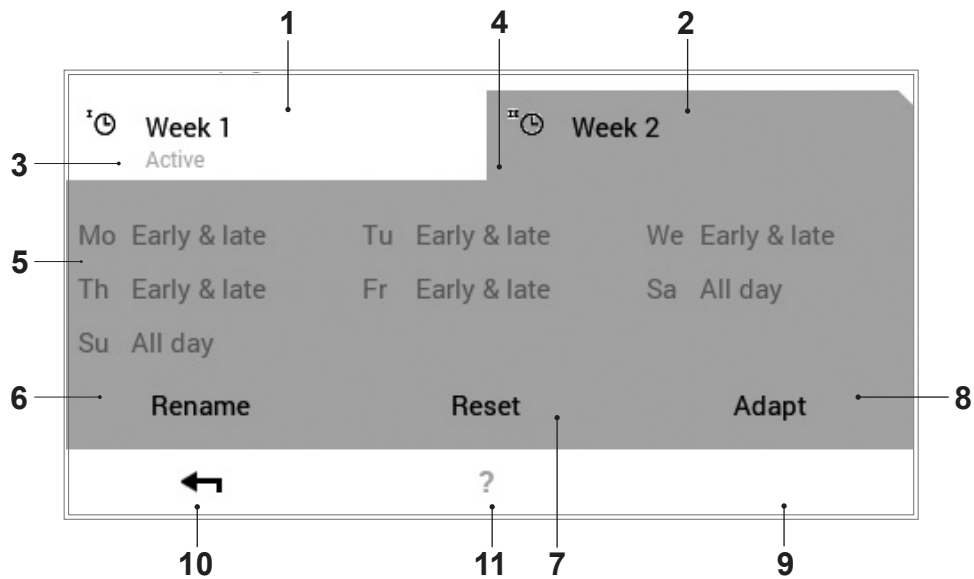 1 4 2
I Week 1 II Week 2
3 Active
Mo Early & late Tu Early & late We Early & late
5
Th Early & late Fr Early & late Sa All day
Su All day
6 Rename Reset Adapt 8
?
10 11 7 9